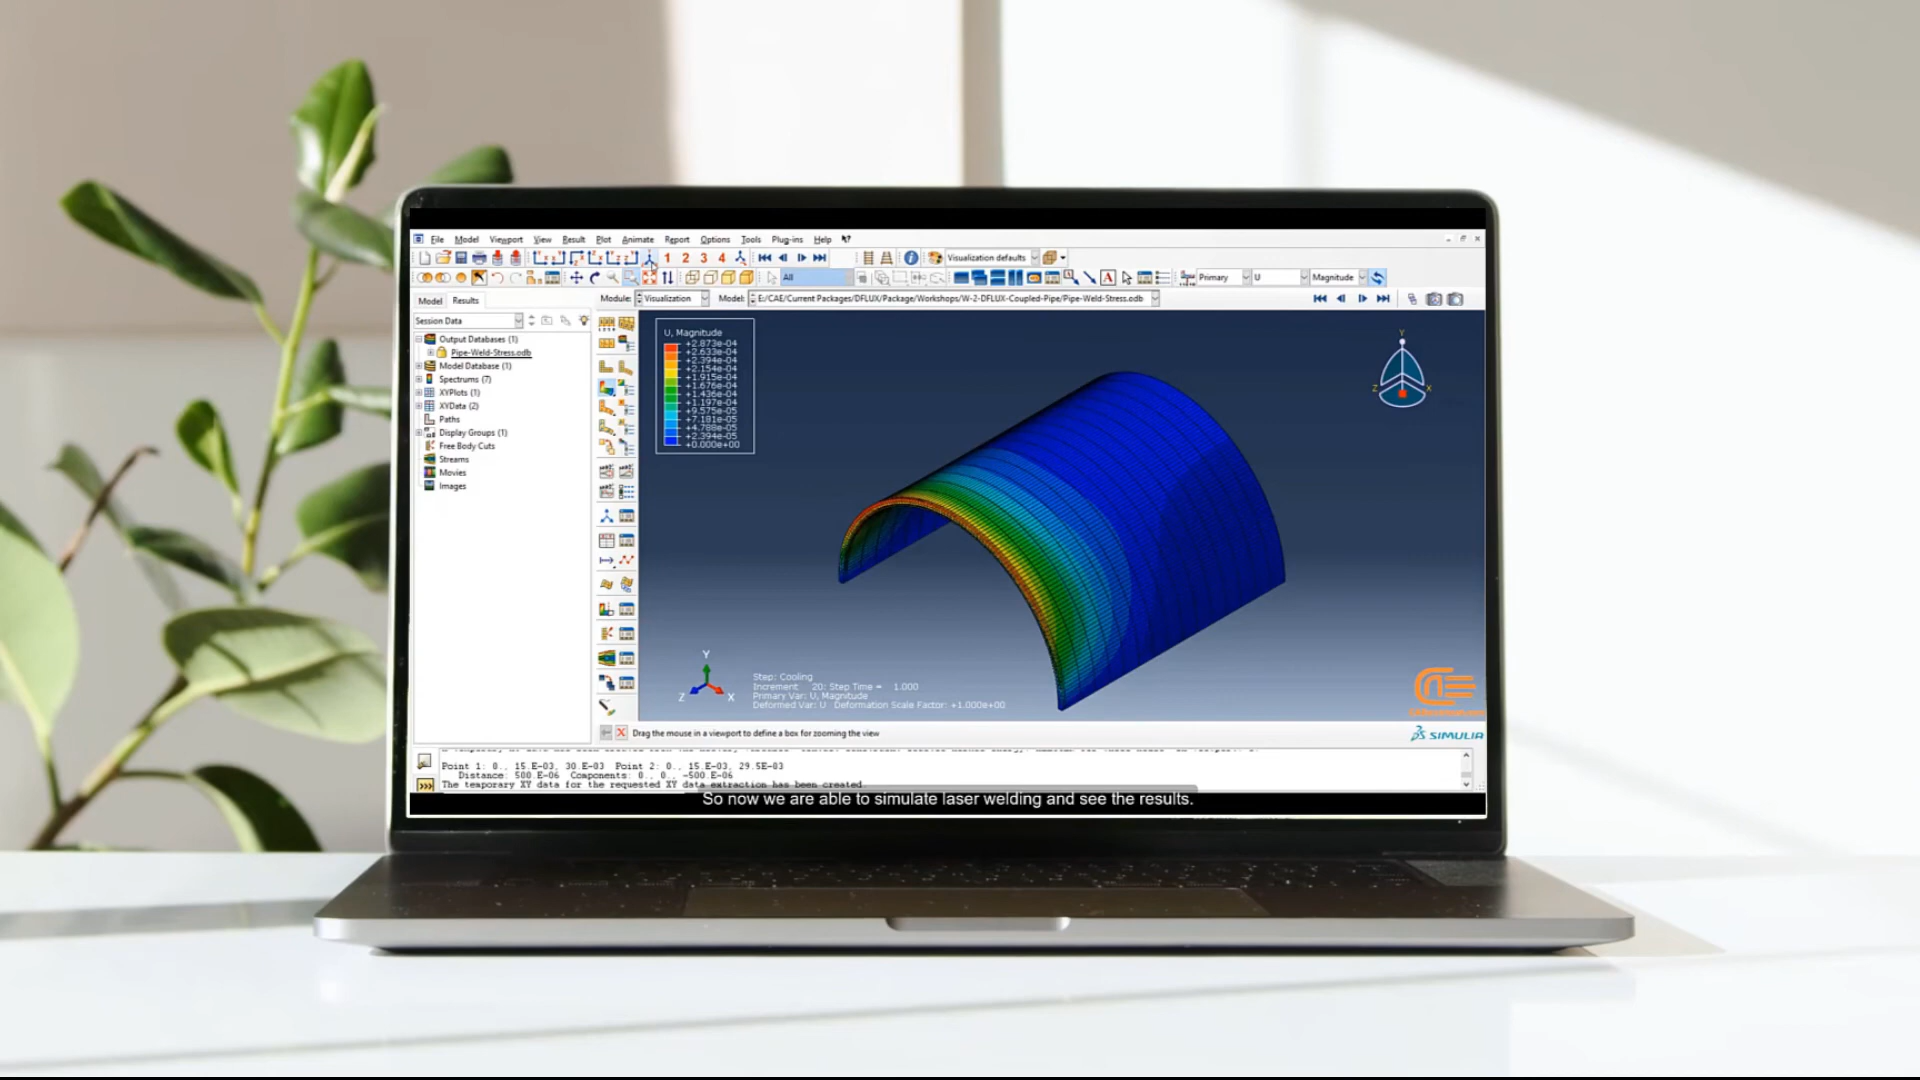 File Model Viewport View Result Plot Animate Report Options Tools Plug-ins Help
1 2 3 4 Visualization defaults
All Primary U Magnitude
Model Results Module: Visualization Model: E:/CAE/Current Packages/DFLUX/Package/Workshops/W-2-DFLUX-Coupled-Pipe/Pipe-Weld-Stress.odb
Session Data
Output Databases (1)
Pipe-Weld-Stress.odb
Model Database (1)
Spectrums (7)
XYPlots (1)
XYData (2)
Paths
Display Groups (1)
Free Body Cuts
Streams
Movies
Images
U, Magnitude
+2.873e-04
+2.633e-04
+2.394e-04
+2.154e-04
+1.915e-04
+1.676e-04
+1.436e-04
+1.197e-04
+9.575e-05
+7.181e-05
+4.788e-05
+2.394e-05
+0.000e+00
Y
Z X
Y
Z X
Step: Cooling
Increment 20: Step Time = 1.000
Primary Var: U, Magnitude
Deformed Var: U Deformation Scale Factor: +1.000e+00
Drag the mouse in a viewport to define a box for zooming the view
SIMULIA
Point 1: 0., 15.E-03, 30.E-03 Point 2: 0., 15.E-03, 29.5E-03
Distance: 500.E-06 Components: 0., 0., -500.E-06
The temporary XY data for the requested XY data extraction has been created.
So now we are able to simulate laser welding and see the results.